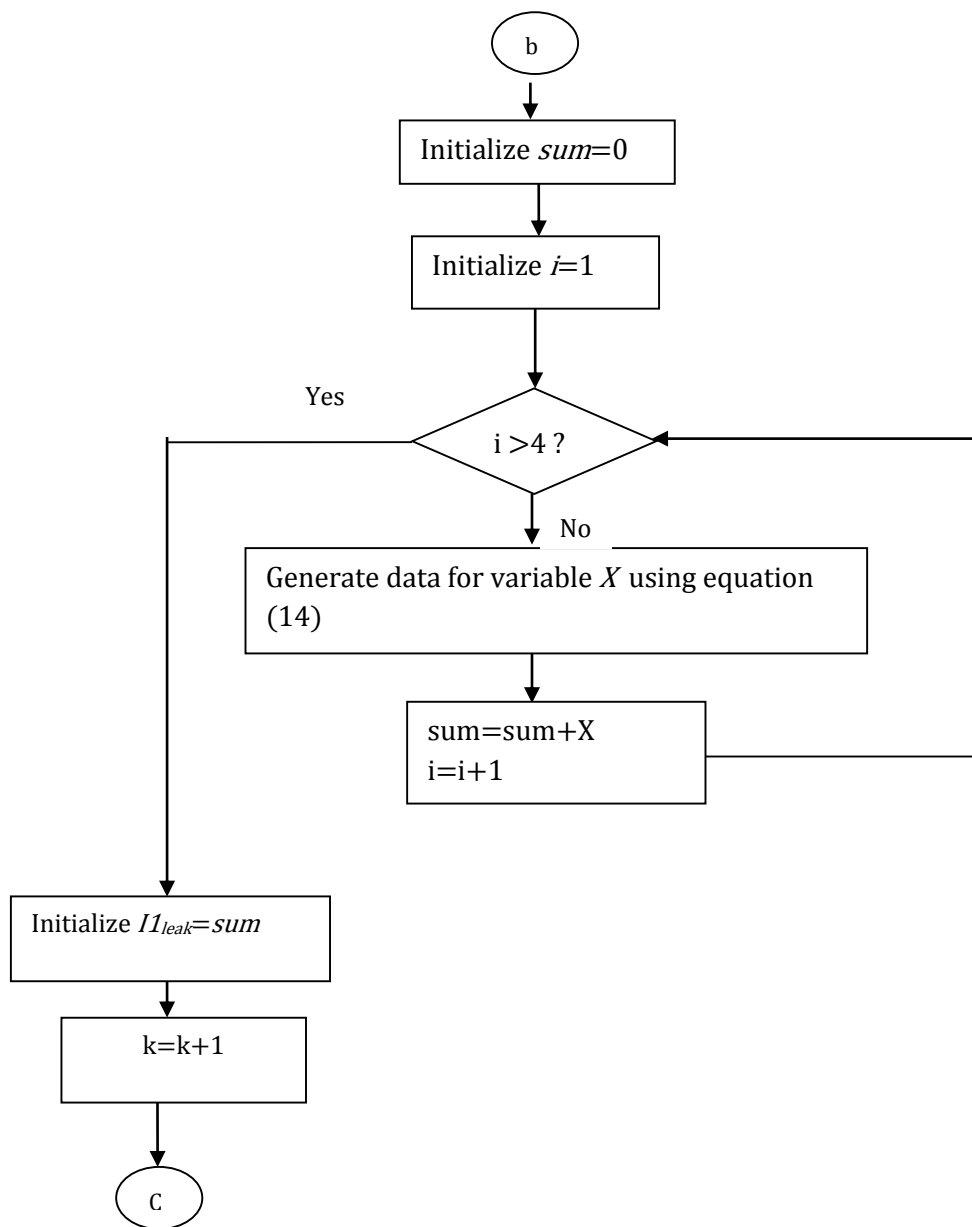 b
Initialize sum=0
Initialize i=1
Yes
i >4 ?
No
Generate data for variable X using equation
(14)
sum=sum+X
i=i+1
Initialize I1leak=sum
k=k+1
C